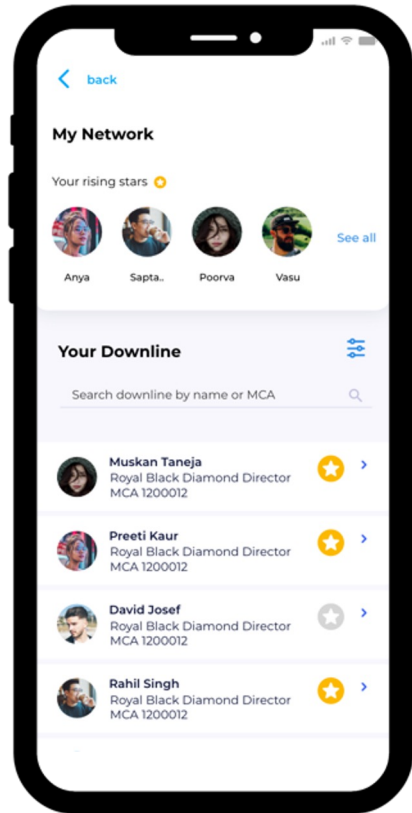 back
My Network
Your rising stars
Anya
Sapta..
Poorva
Vasu
See all
Your Downline
Search downline by name or MCA
Muskan Taneja
Royal Black Diamond Director
MCA 1200012
Preeti Kaur
Royal Black Diamond Director
MCA 1200012
David Josef
Royal Black Diamond Director
MCA 1200012
Rahil Singh
Royal Black Diamond Director
MCA 1200012